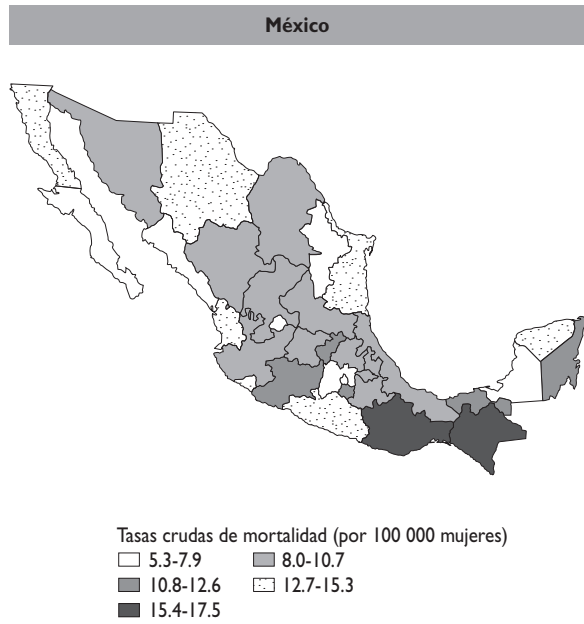 México
Tasas crudas de mortalidad (por 100 000 mujeres)
5.3-7.9
8.0-10.7
10.8-12.6
12.7-15.3
15.4-17.5